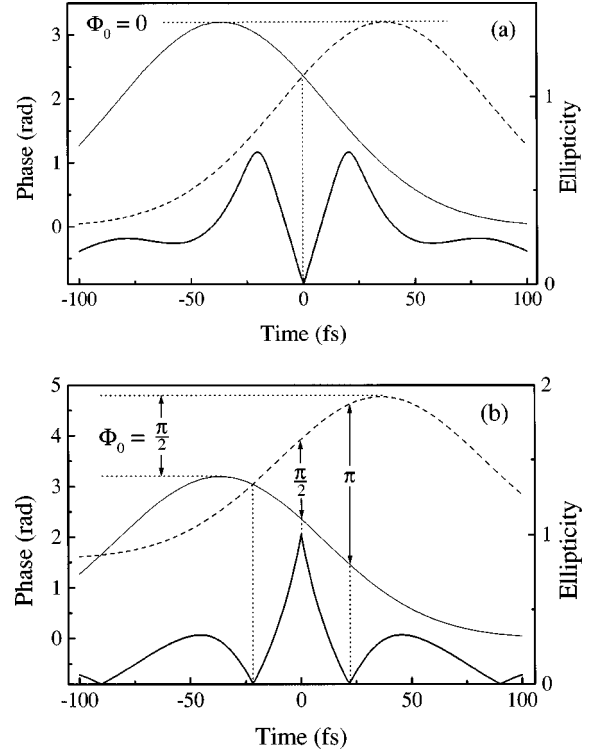 Φ₀ = 0
(a)
3
2
1
0
Phase (rad)
1
0
Ellipticity
-100
-50
0
50
100
Time (fs)
(b)
Φ₀ = π/2
π/2
π
5
4
3
2
1
0
Phase (rad)
2
1
0
Ellipticity
-100
-50
0
50
100
Time (fs)